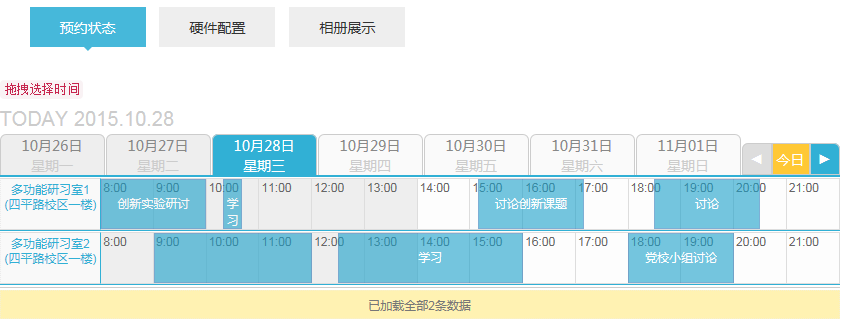 预约状态 硬件配置 相册展示
拖拽选择时间
TODAY 2015.10.28
10月26日 10月27日 10月28日 10月29日 10月30日 10月31日 11月01日
星期一 星期二 星期三 星期四 星期五 星期六 星期日 ◀ 今日 ▶
多功能研习室1 8:00 9:00 10:00 11:00 12:00 13:00 14:00 15:00 16:00 17:00 18:00 19:00 20:00 21:00
(四平路校区一楼) 创新实验研讨 学习 讨论创新课题 讨论
多功能研习室2 8:00 9:00 10:00 11:00 12:00 13:00 14:00 15:00 16:00 17:00 18:00 19:00 20:00 21:00
(四平路校区一楼) 学习 党校小组讨论
已加载全部2条数据